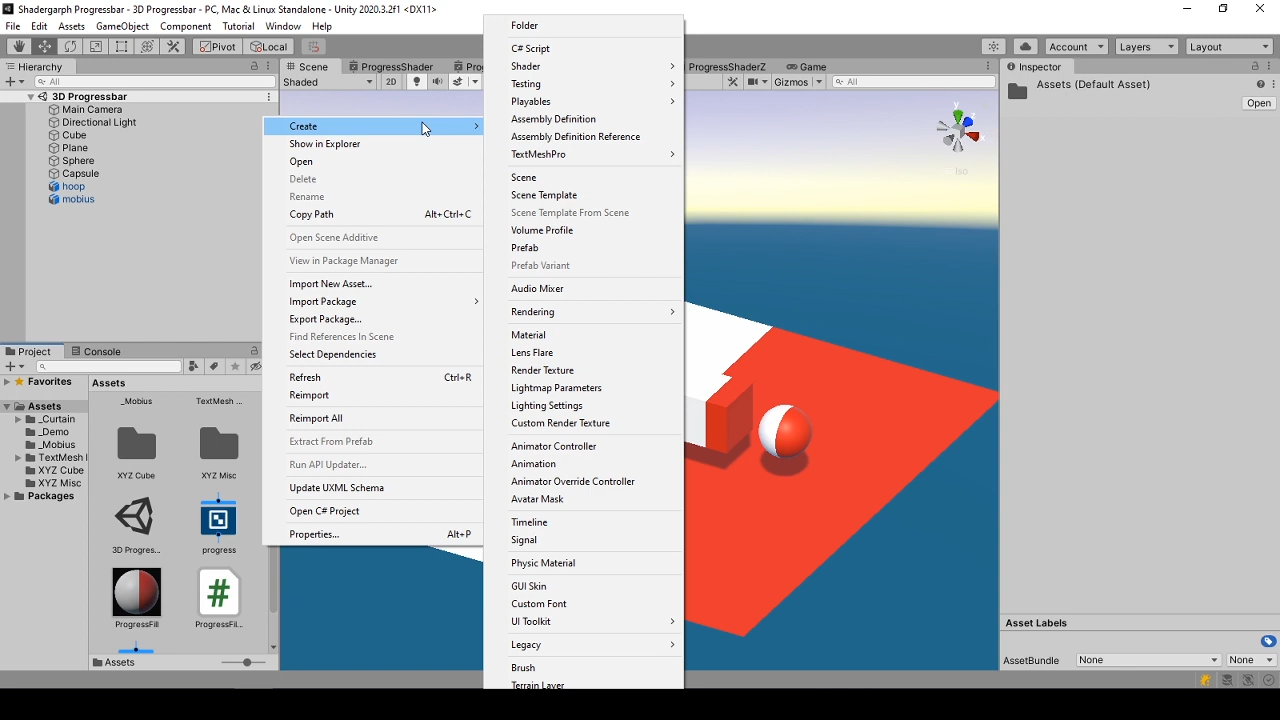 Shadergarph Progressbar - 3D Progressbar - PC, Mac & Linux Standalone - Unity 2020.3.2f1 <DX11>
File Edit Assets GameObject Component Tutorial Window Help
Pivot Local Account Layers Layout
Hierarchy
All
3D Progressbar
Main Camera
Directional Light
Cube
Plane
Sphere
Capsule
hoop
mobius
Scene ProgressShader ProgressShaderZ Game
Shaded 2D Gizmos All
Iso
y
x
Create
Show in Explorer
Open
Delete
Rename
Copy Path Alt+Ctrl+C
Open Scene Additive
View in Package Manager
Import New Asset...
Import Package
Export Package...
Find References In Scene
Select Dependencies
Refresh Ctrl+R
Reimport
Reimport All
Extract From Prefab
Run API Updater...
Update UXML Schema
Open C# Project
Properties... Alt+P
Folder
C# Script
Shader
Testing
Playables
Assembly Definition
Assembly Definition Reference
TextMeshPro
Scene
Scene Template
Scene Template From Scene
Volume Profile
Prefab
Prefab Variant
Audio Mixer
Rendering
Material
Lens Flare
Render Texture
Lightmap Parameters
Lighting Settings
Custom Render Texture
Animator Controller
Animation
Animator Override Controller
Avatar Mask
Timeline
Signal
Physic Material
GUI Skin
Custom Font
UI Toolkit
Legacy
Brush
Terrain Layer
Project Console
Favorites
Assets
_Curtain
_Demo
_Mobius
TextMesh
XYZ Cube
XYZ Misc
Packages
Assets
_Mobius TextMesh ...
XYZ Cube XYZ Misc
3D Progres... progress
ProgressFill ProgressFil...
Assets
Inspector
Assets (Default Asset)
Open
Asset Labels
AssetBundle None None